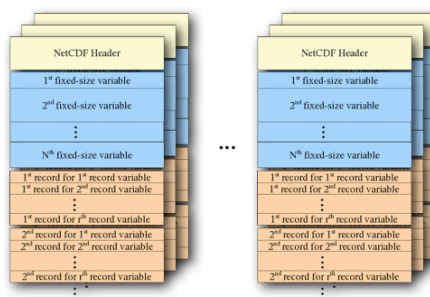 NetCDF Header
1st fixed-size variable
2nd fixed-size variable
⋮
Nth fixed-size variable
1st record for 1st record variable
1st record for 2nd record variable
⋮
1st record for rth record variable
2nd record for 1st record variable
2nd record for 2nd record variable
⋮
2nd record for rth record variable
⋮
...
NetCDF Header
1st fixed-size variable
2nd fixed-size variable
⋮
Nth fixed-size variable
1st record for 1st record variable
1st record for 2nd record variable
⋮
1st record for rth record variable
2nd record for 1st record variable
2nd record for 2nd record variable
⋮
2nd record for rth record variable
⋮